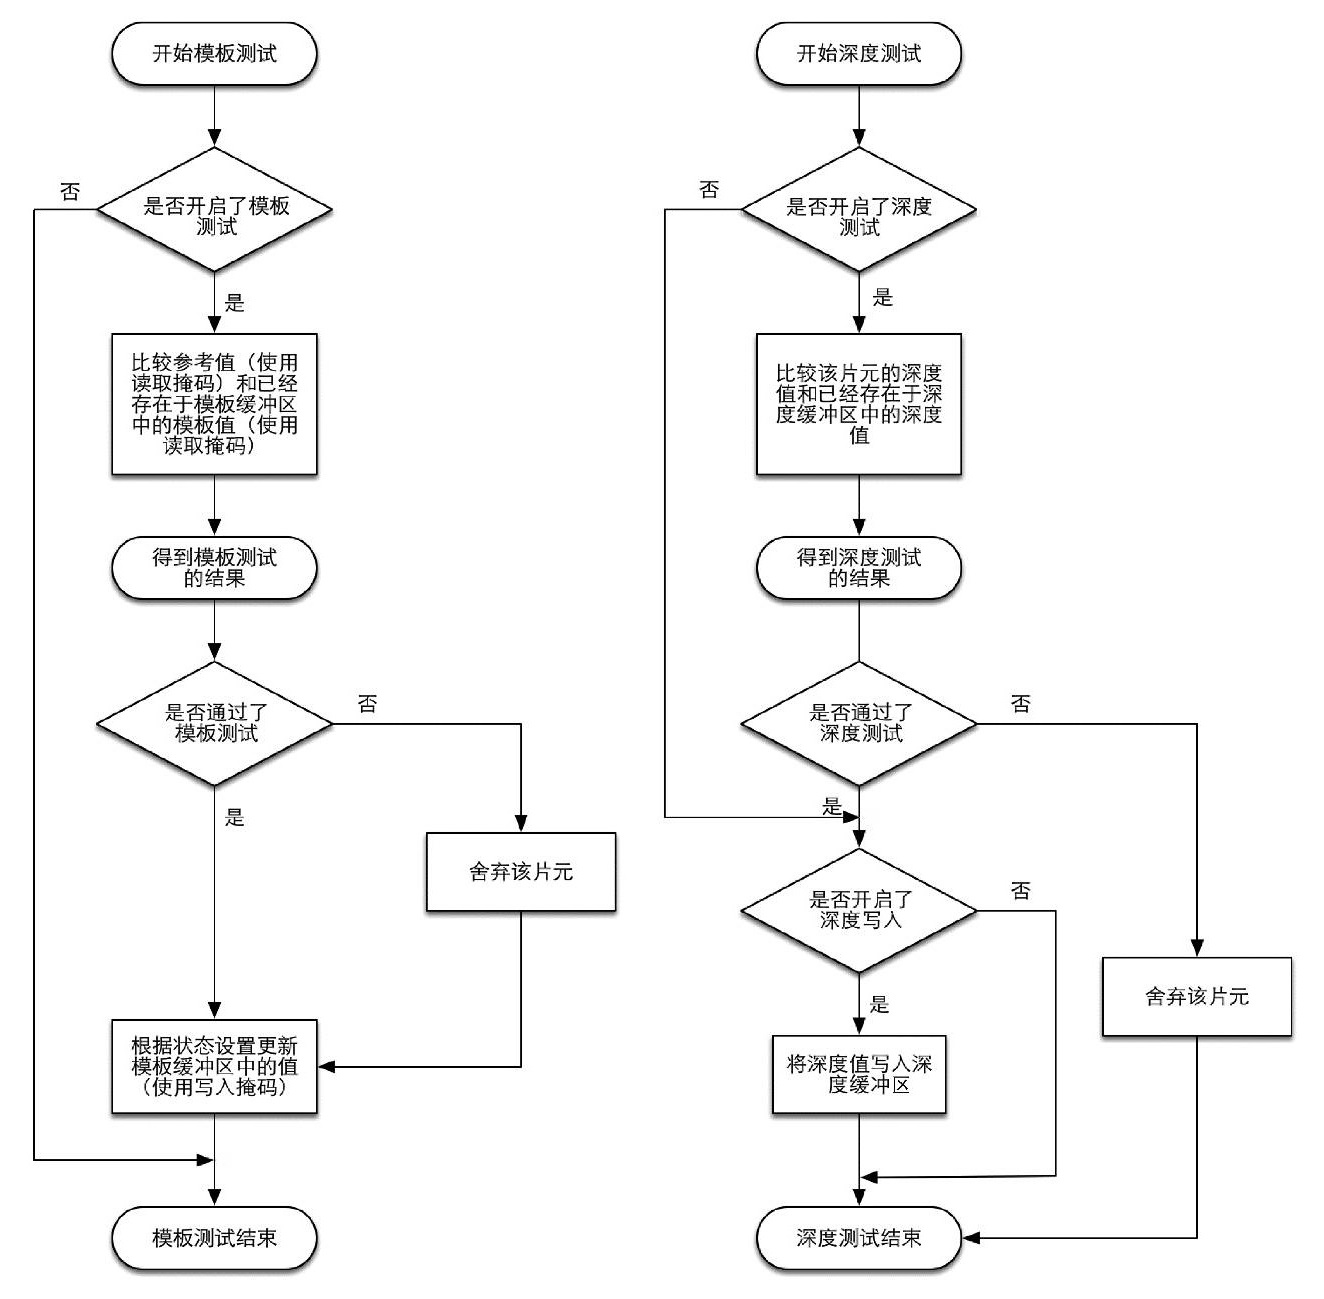 开始模板测试
否
是否开启了模板
测试
是
比较参考值（使用
读取掩码）和已经
存在于模板缓冲区
中的模板值（使用
读取掩码）
得到模板测试
的结果
是否通过了
模板测试
否
是
舍弃该片元
根据状态设置更新
模板缓冲区中的值
（使用写入掩码）
模板测试结束
开始深度测试
否
是否开启了深度
测试
是
比较该片元的深度
值和已经存在于深
度缓冲区中的深度
值
得到深度测试
的结果
是否通过了
深度测试
否
是
是否开启了
深度写入
否
是
舍弃该片元
将深度值写入深
度缓冲区
深度测试结束